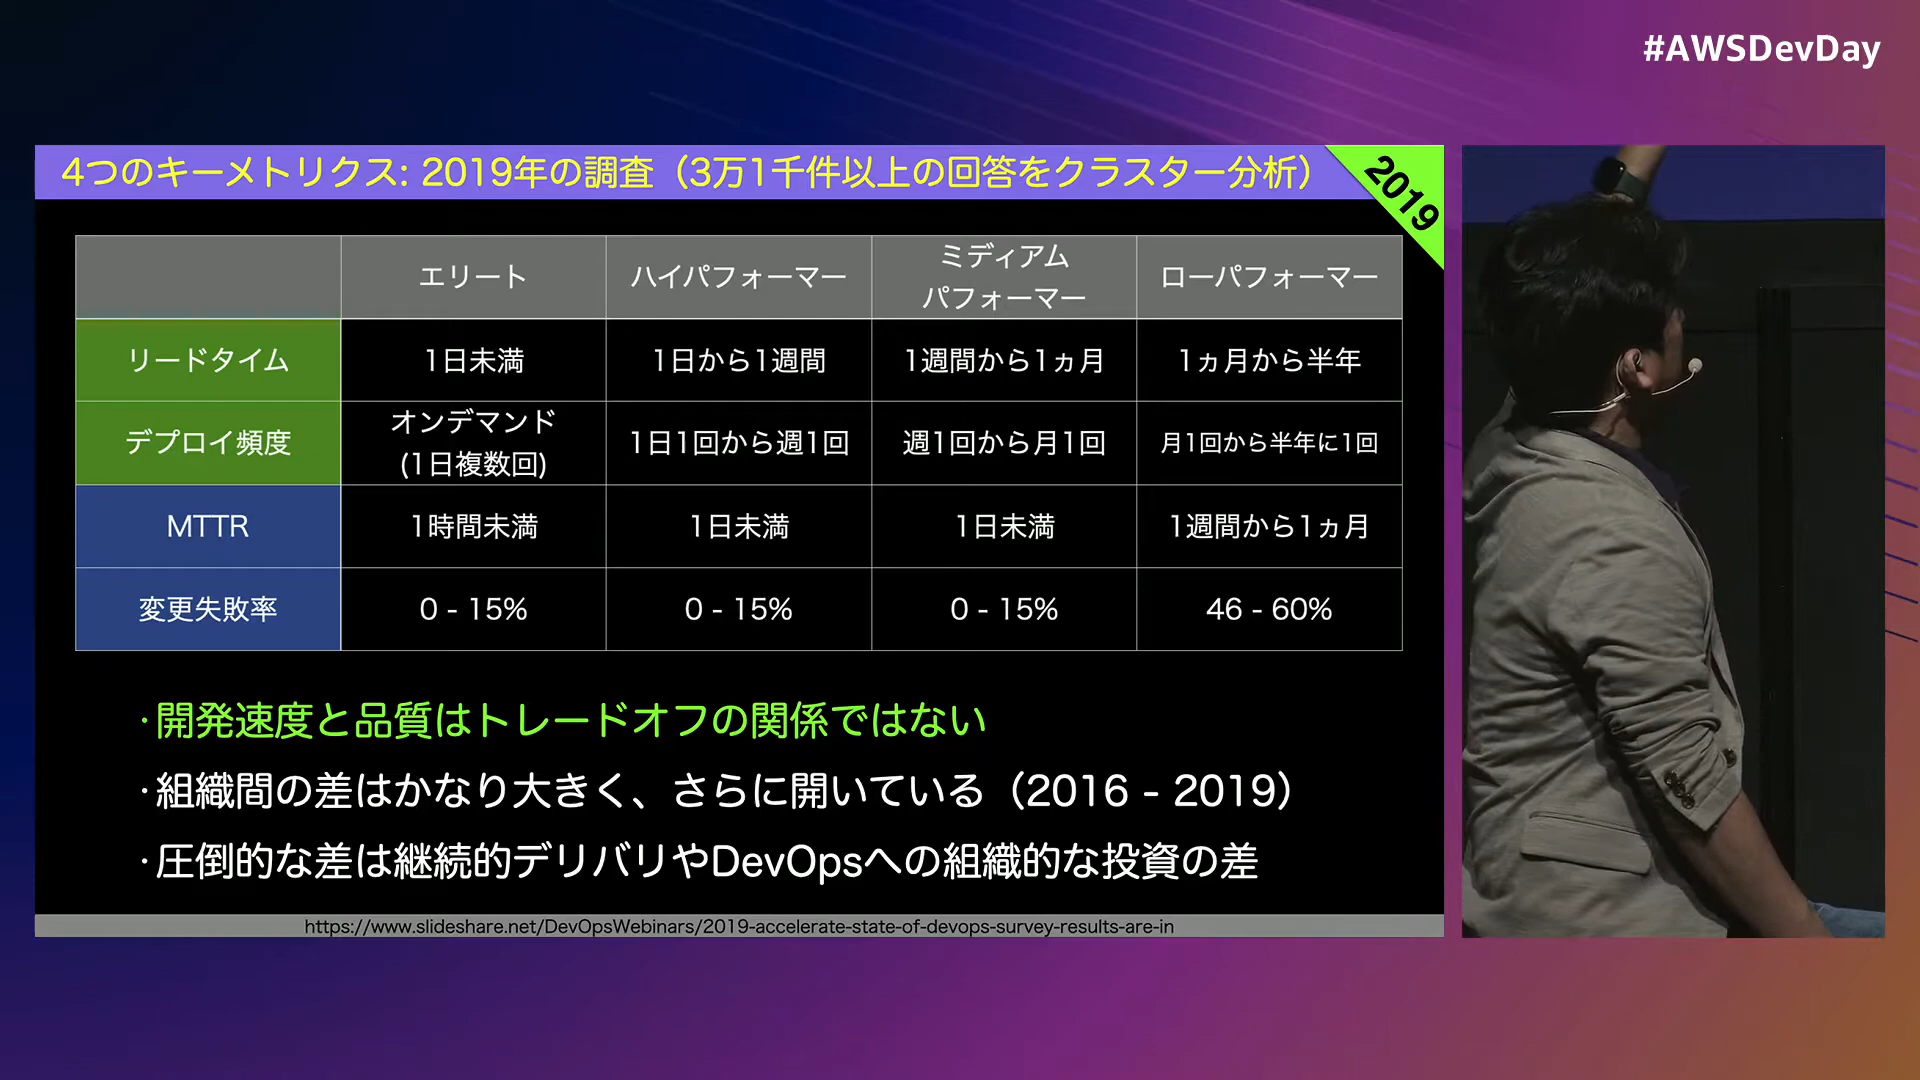 #AWSDevDay
4つのキーメトリクス: 2019年の調査（3万1千件以上の回答をクラスター分析）
2019
エリート
ハイパフォーマー
ミディアム
パフォーマー
ローパフォーマー
リードタイム
1日未満
1日から1週間
1週間から1ヵ月
1ヵ月から半年
デプロイ頻度
オンデマンド
(1日複数回)
1日1回から週1回
週1回から月1回
月1回から半年に1回
MTTR
1時間未満
1日未満
1日未満
1週間から1ヵ月
変更失敗率
0 - 15%
0 - 15%
0 - 15%
46 - 60%
・開発速度と品質はトレードオフの関係ではない
・組織間の差はかなり大きく、さらに開いている（2016 - 2019）
・圧倒的な差は継続的デリバリやDevOpsへの組織的な投資の差
https://www.slideshare.net/DevOpsWebinars/2019-accelerate-state-of-devops-survey-results-are-in